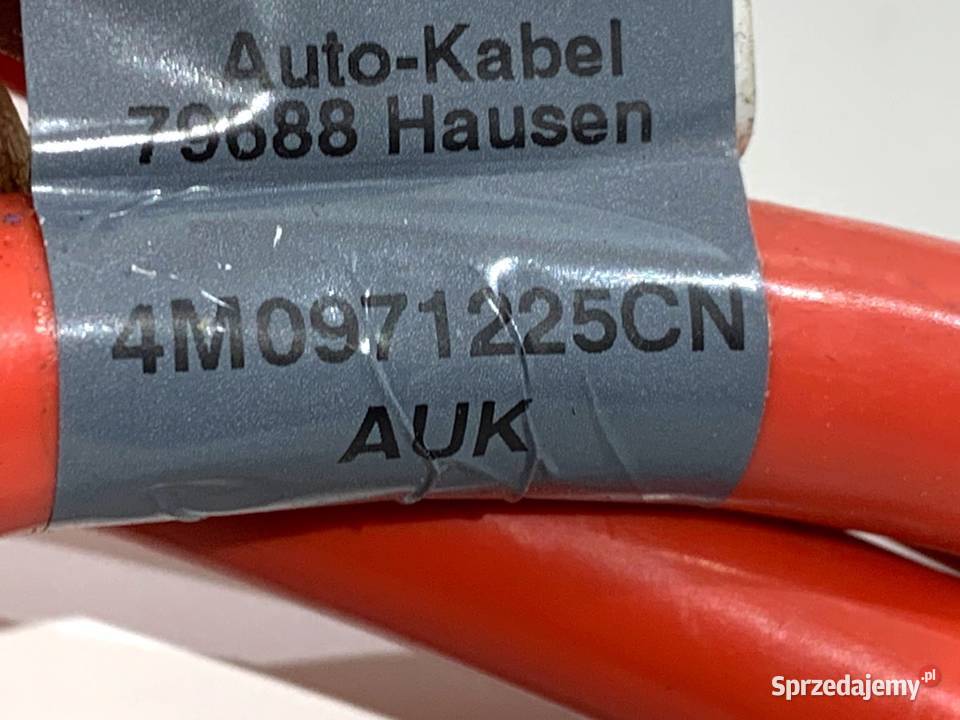 Auto-Kabel
79688 Hausen
4M0971225CN
AUK
Sprzedajemy.pl